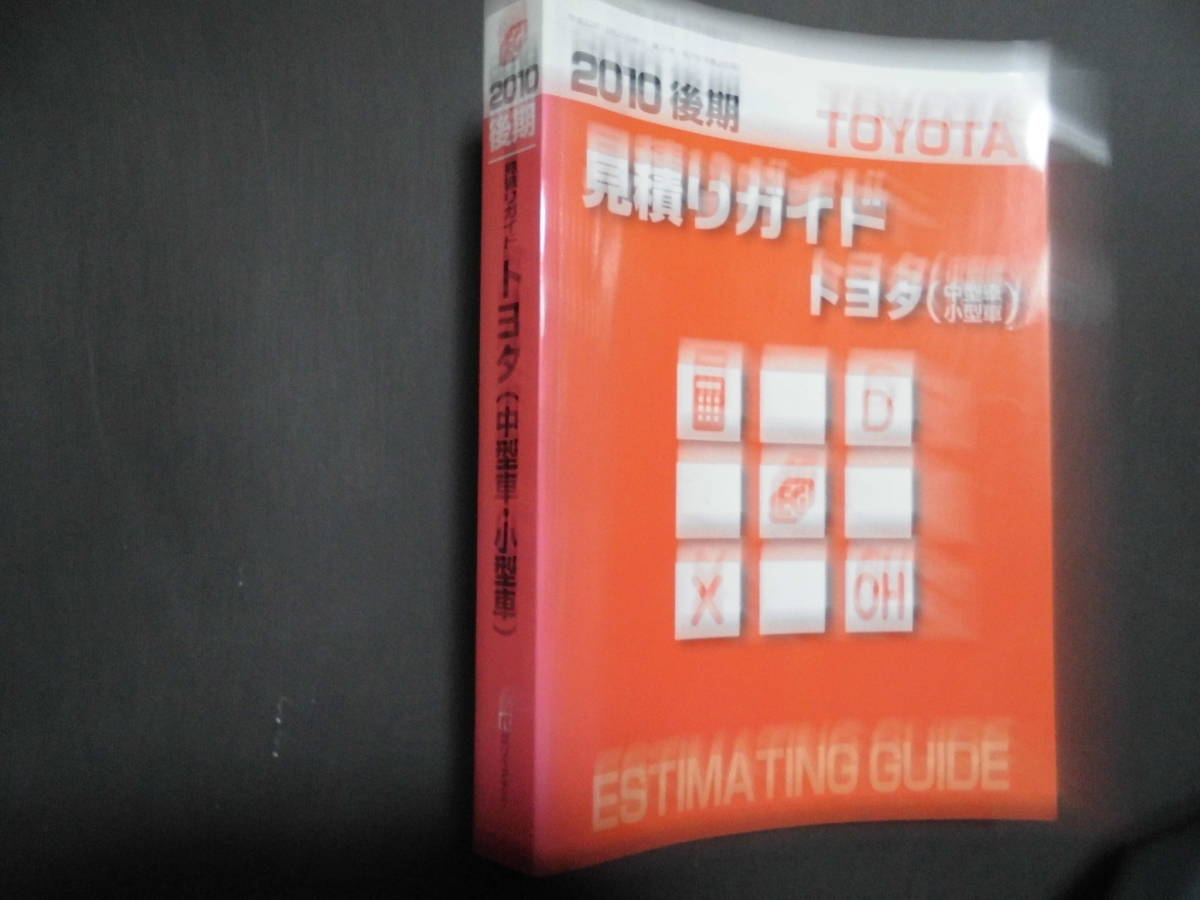 2010
後期
見積りガイド
トヨタ(中型車・小型車)
2010 後期
TOYOTA
見積りガイド
トヨタ(中型車
小型車)
D
X
OH
ESTIMATING GUIDE